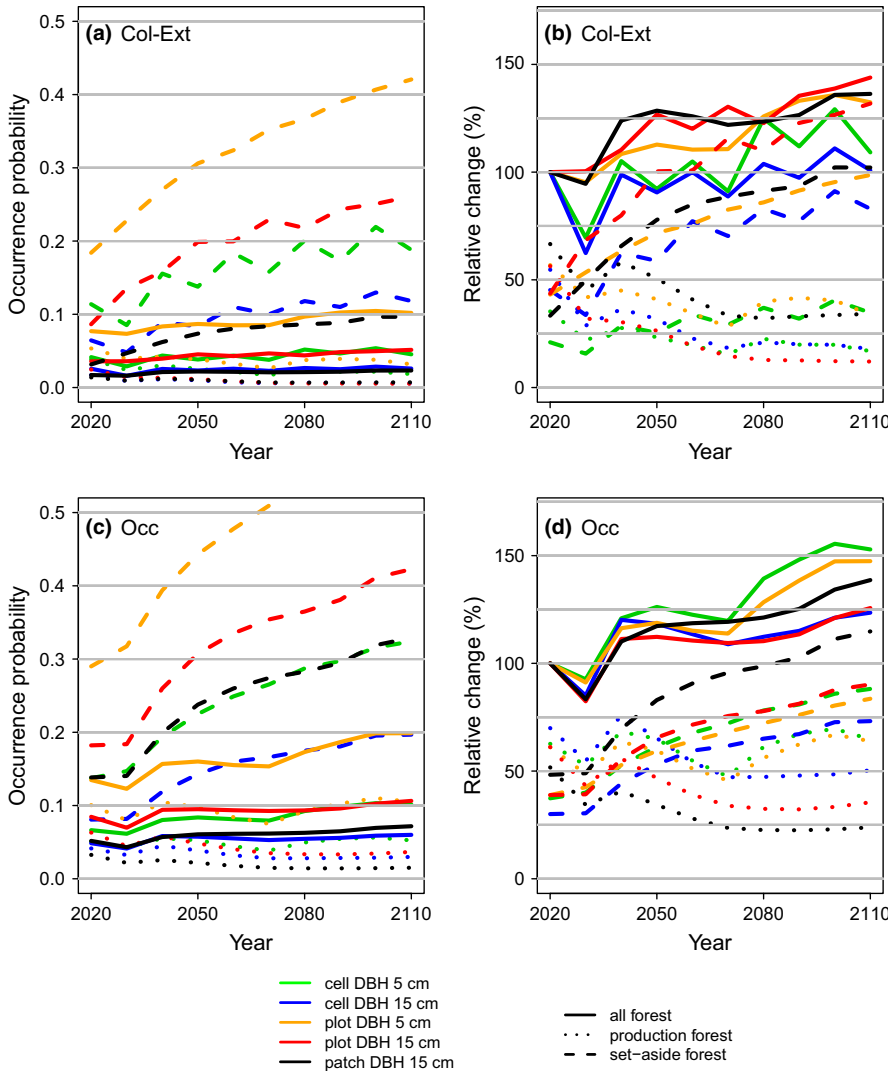 (a) Col-Ext
Occurrence probability
0.5
0.4
0.3
0.2
0.1
0.0
2020 2050 2080 2110
Year
(b) Col-Ext
Relative change (%)
150
100
50
0
2020 2050 2080 2110
Year
(c) Occ
Occurrence probability
0.5
0.4
0.3
0.2
0.1
0.0
2020 2050 2080 2110
Year
(d) Occ
Relative change (%)
150
100
50
0
2020 2050 2080 2110
Year
cell DBH 5 cm
cell DBH 15 cm
plot DBH 5 cm
plot DBH 15 cm
patch DBH 15 cm
all forest
production forest
set−aside forest